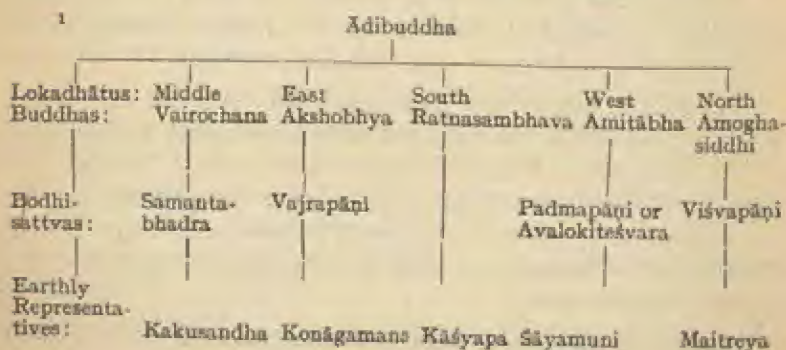 1
Ādibuddha
Lokadhātus: Middle East South West North
Buddhas: Vairochana Akshobhya Ratnasambhava Amitābha Amogha-
siddhi
Bodhi- Samanta- Vajrapāṇi Padmapāṇi or Viśvapāṇi
sattvas: bhadra Avalokiteśvara
Earthly
Representa-
tives: Kakusandha Konāgamana Kāśyapa Śāyamuni Maitreya